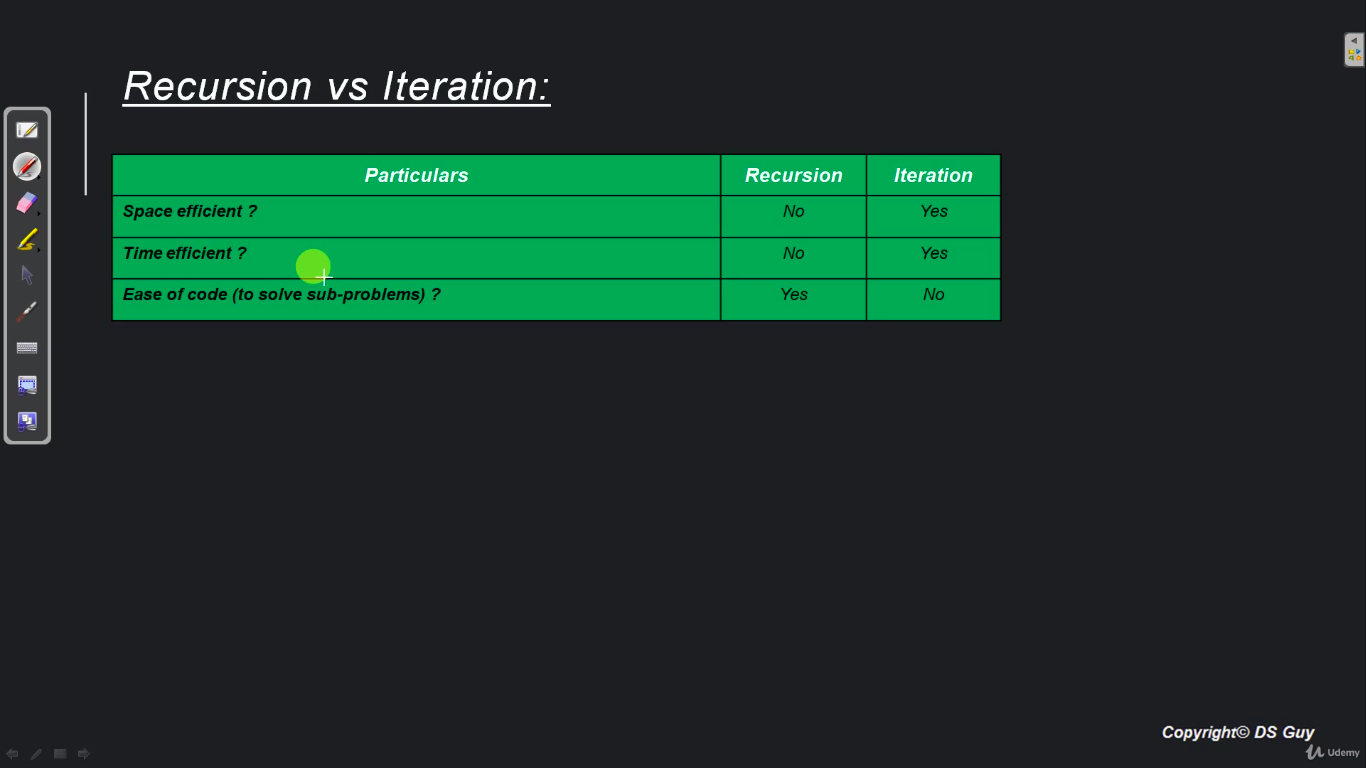 Recursion vs Iteration:
Particulars Recursion Iteration
Space efficient ? No Yes
Time efficient ? No Yes
Ease of code (to solve sub-problems) ? Yes No
Copyright© DS Guy
Udemy